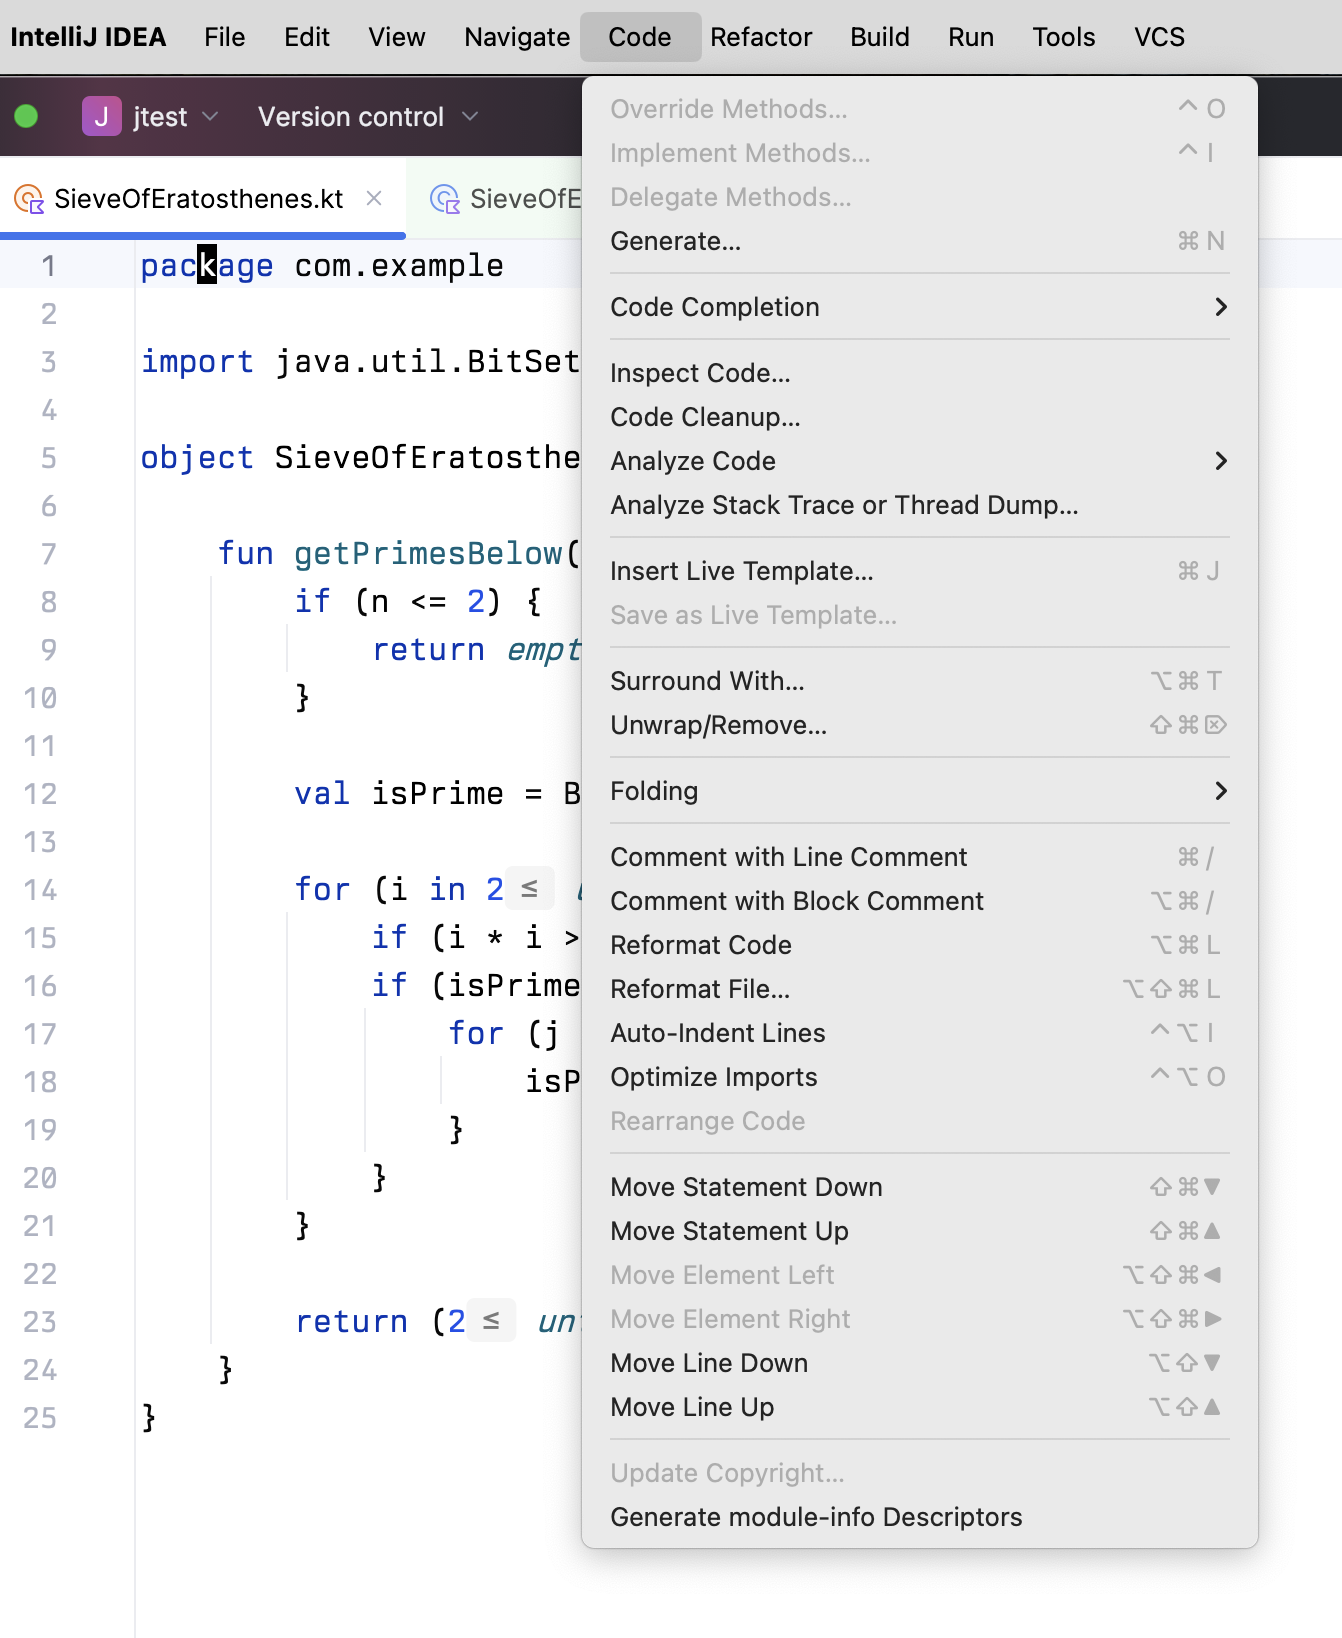 IntelliJ IDEA File Edit View Navigate Code Refactor Build Run Tools VCS
J jtest Version control
SieveOfEratosthenes.kt SieveOfE
1 package com.example
2
3 import java.util.BitSet
4
5 object SieveOfEratosthe
6
7 fun getPrimesBelow(
8 if (n <= 2) {
9 return empt
10 }
11
12 val isPrime = B
13
14 for (i in 2 ≤
15 if (i * i >
16 if (isPrime
17 for (j
18 isP
19 }
20 }
21 }
22
23 return (2 ≤ un
24 }
25 }
Override Methods... ^ O
Implement Methods... ^ I
Delegate Methods...
Generate... ⌘ N
Code Completion
Inspect Code...
Code Cleanup...
Analyze Code
Analyze Stack Trace or Thread Dump...
Insert Live Template... ⌘ J
Save as Live Template...
Surround With... ⌥ ⌘ T
Unwrap/Remove... ⇧ ⌘ ⌦
Folding
Comment with Line Comment ⌘ /
Comment with Block Comment ⌥ ⌘ /
Reformat Code ⌥ ⌘ L
Reformat File... ⌥ ⇧ ⌘ L
Auto-Indent Lines ^ ⌥ I
Optimize Imports ^ ⌥ O
Rearrange Code
Move Statement Down ⇧ ⌘ ▼
Move Statement Up ⇧ ⌘ ▲
Move Element Left ⌥ ⇧ ⌘ ◀
Move Element Right ⌥ ⇧ ⌘ ▶
Move Line Down ⌥ ⇧ ▼
Move Line Up ⌥ ⇧ ▲
Update Copyright...
Generate module-info Descriptors